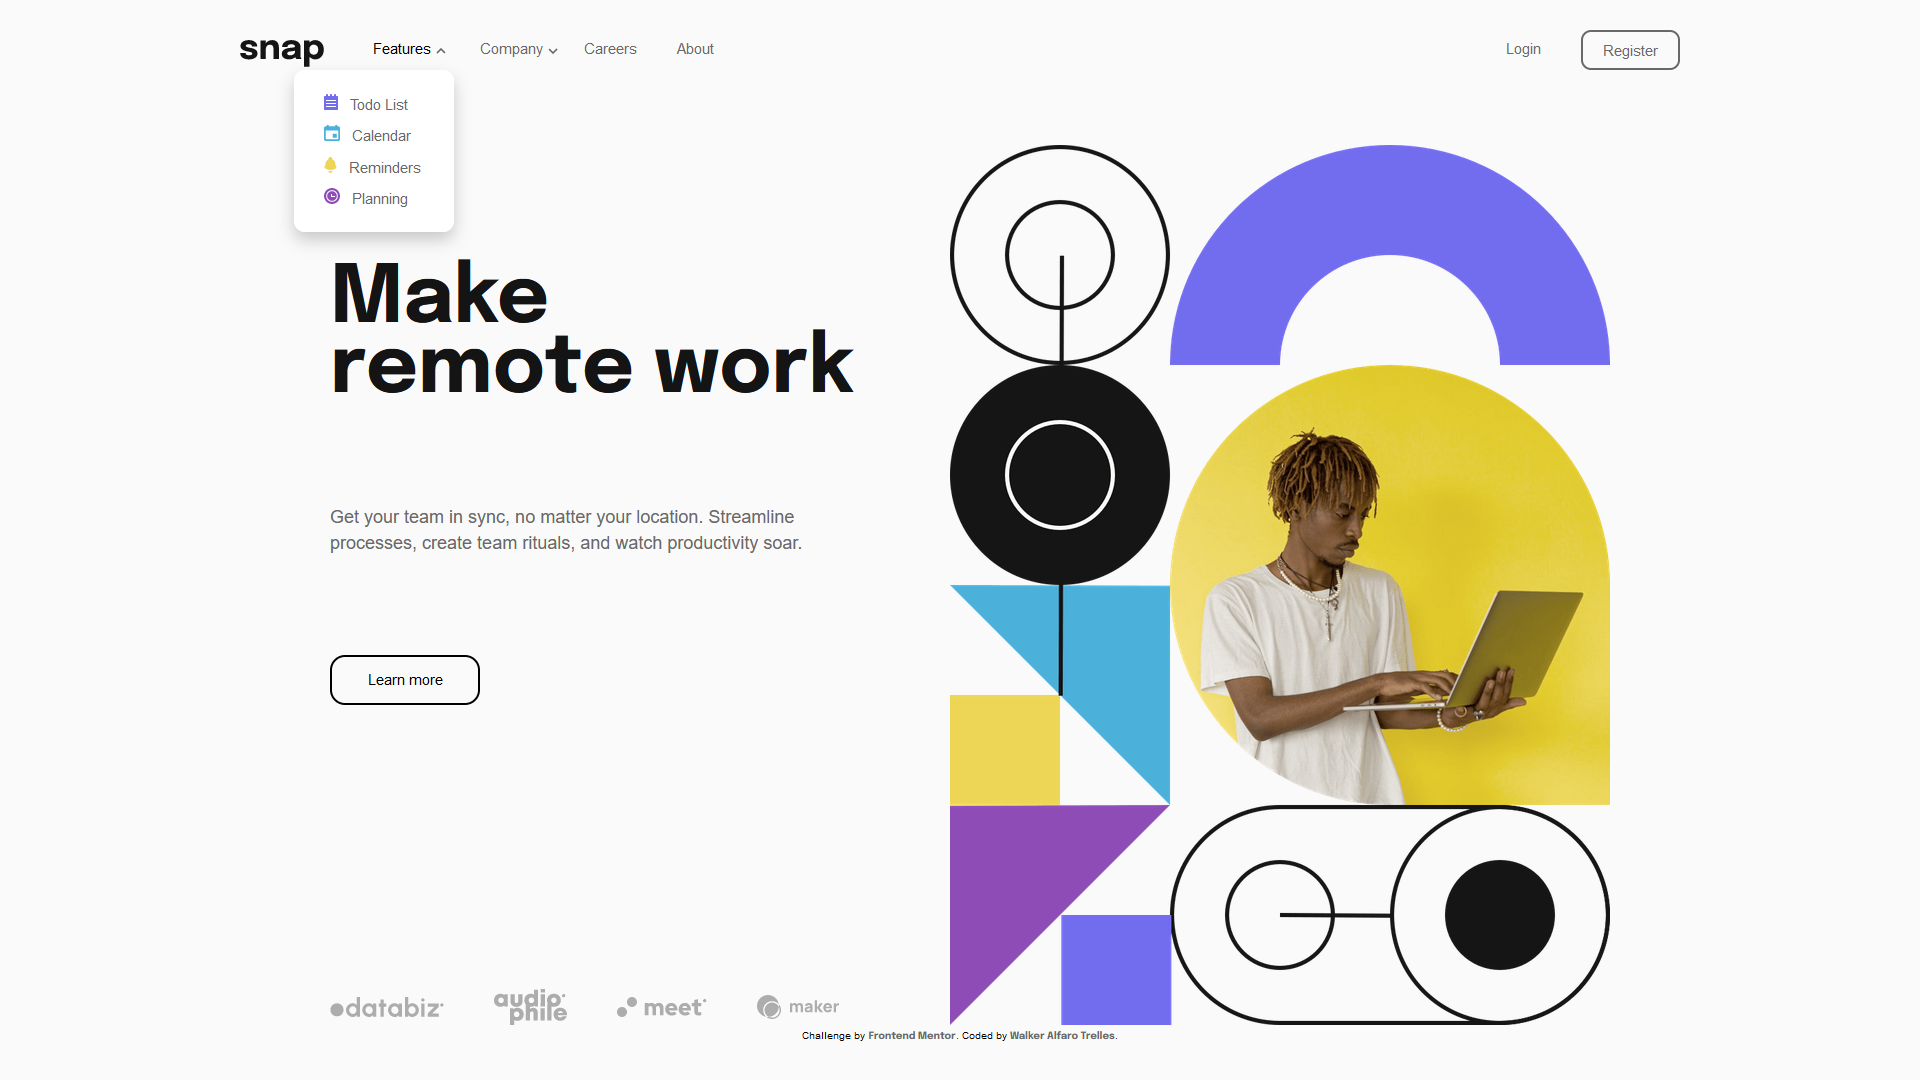 snap
Features
Company
Careers
About
Login
Register
Todo List
Calendar
Reminders
Planning
Make
remote work
Get your team in sync, no matter your location. Streamline
processes, create team rituals, and watch productivity soar.
Learn more
databiz
audiophile
meet
maker
Challenge by Frontend Mentor. Coded by Walker Alfaro Trelles.